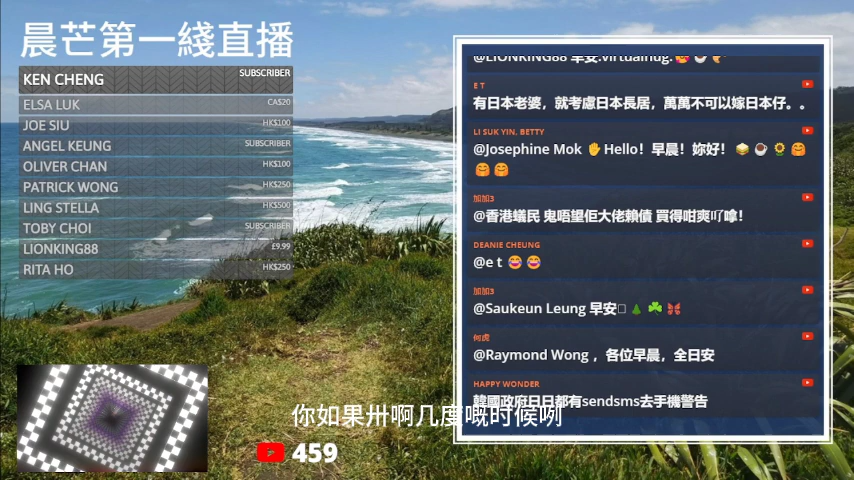 晨芒第一綫直播
KEN CHENG SUBSCRIBER
ELSA LUK CA$20
JOE SIU HK$100
ANGEL KEUNG SUBSCRIBER
OLIVER CHAN HK$100
PATRICK WONG HK$250
LING STELLA HK$500
TOBY CHOI SUBSCRIBER
LIONKING88 £9.99
RITA HO HK$250
@LIONKING88 早安:virtualhug:
E T
有日本老婆，就考慮日本長居，萬萬不可以嫁日本仔。。
LI SUK YIN, BETTY
@Josephine Mok ✋Hello！早晨！妳好！ 🥪 ☕ 🌻 🤗
🤗 🤗
加加3
@香港蟻民 鬼唔望佢大佬賴債 買得咁爽吖嗱！
DEANIE CHEUNG
@e t 😂 😂
加加3
@Saukeun Leung 早安 🌲 ☘️ 🦋
何虎
@Raymond Wong ，各位早晨，全日安
HAPPY WONDER
韓國政府日日都有sendsms去手機警告
你如果卅啊几度嘅时候咧
459